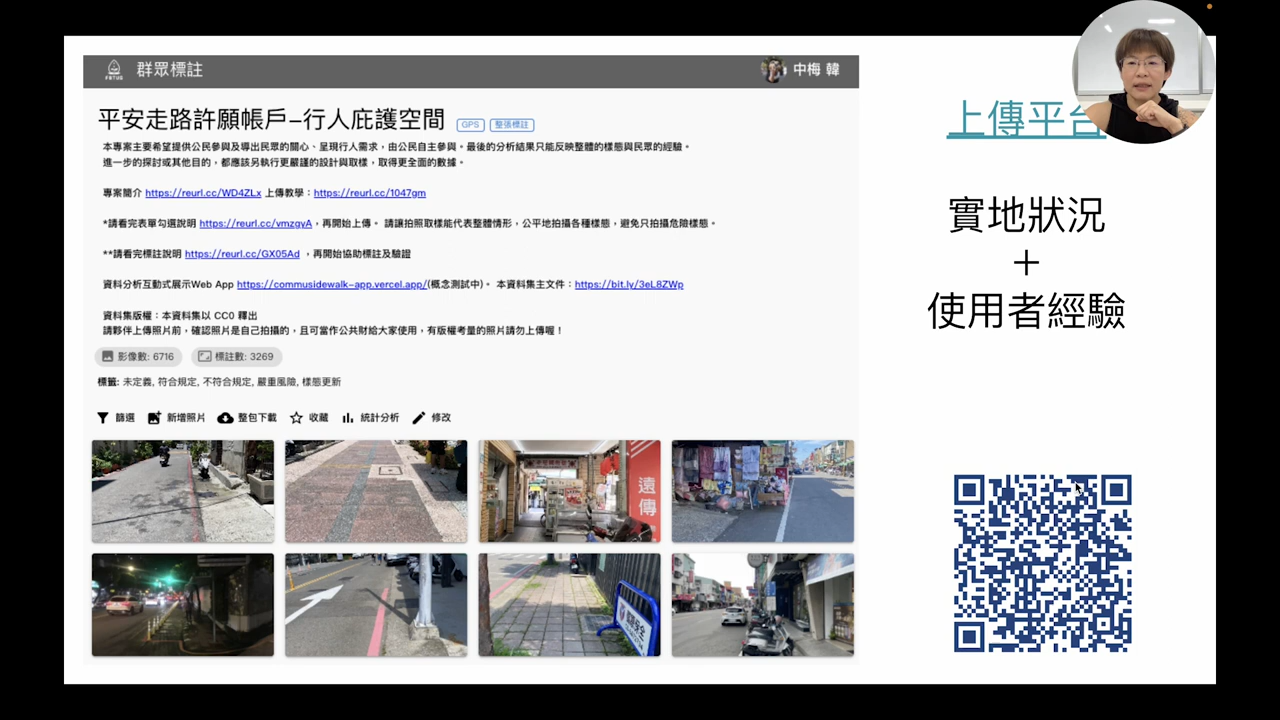 群眾標註
中梅 韓
平安走路許願帳戶-行人庇護空間 GPS 整張標註
本專案主要希望提供公民參與及導出民眾的關心、呈現行人需求，由公民自主參與。最後的分析結果只能反映整體的樣態與民眾的經驗。
進一步的探討或其他目的，都應該另執行更嚴謹的設計與取樣，取得更全面的數據。
專案簡介 https://reurl.cc/WD4ZLx 上傳教學：https://reurl.cc/1047gm
*請看完表單勾選說明 https://reurl.cc/vmzgyA，再開始上傳。 請讓拍照取樣能代表整體情形，公平地拍攝各種樣態，避免只拍攝危險樣態。
**請看完標註說明 https://reurl.cc/GX05Ad ，再開始協助標註及驗證
資料分析互動式展示Web App https://commusidewalk-app.vercel.app/(概念測試中)。 本資料集主文件：https://bit.ly/3eL8ZWp
資料集版權：本資料集以 CC0 釋出
請夥伴上傳照片前，確認照片是自己拍攝的，且可當作公共財給大家使用，有版權考量的照片請勿上傳喔！
影像數: 6716 標註數: 3269
標籤: 未定義, 符合規定, 不符合規定, 嚴重風險, 樣態更新
篩選 新增照片 整包下載 收藏 統計分析 修改
遠傳
上傳平台
實地狀況
+
使用者經驗